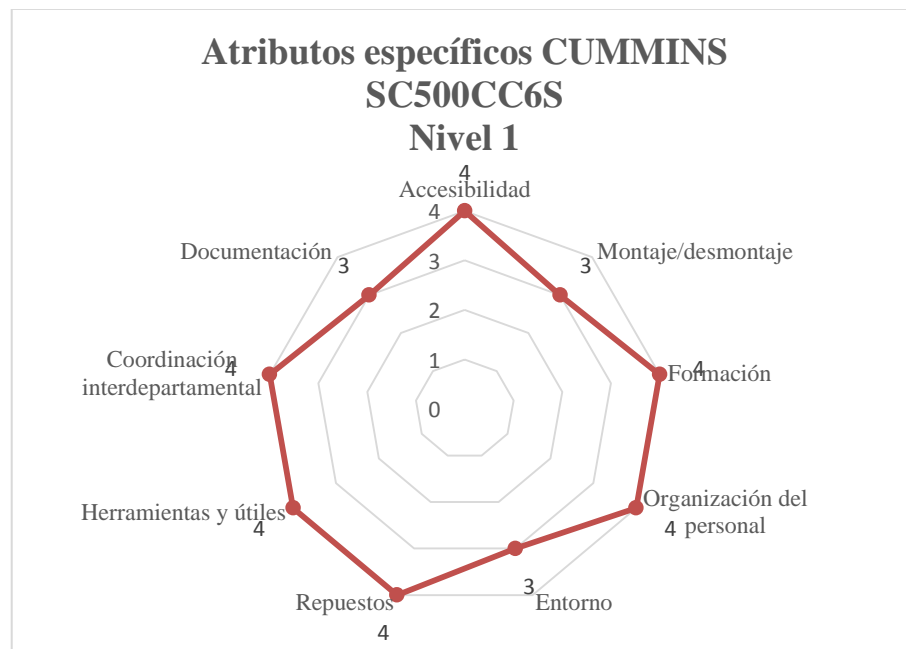 Atributos específicos CUMMINS
SC500CC6S
Nivel 1
4
Accesibilidad
4
Documentación
3
3
Montaje/desmontaje
3
2
Coordinación
interdepartamental
4
1
4
Formación
0
Herramientas y útiles
4
Organización del
personal
4
Repuestos
4
3
Entorno